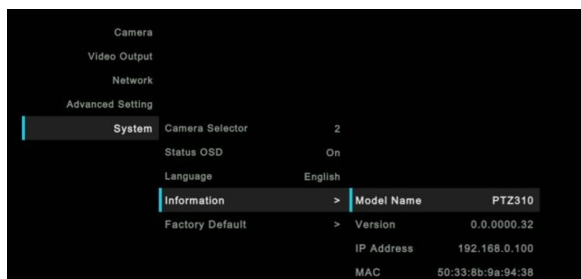 Camera
Video Output
Network
Advanced Setting
System Camera Selector 2
Status OSD On
Language English
Information > Model Name PTZ310
Factory Default > Version 0.0.0000.32
IP Address 192.168.0.100
MAC 50:33:8b:9a:94:38